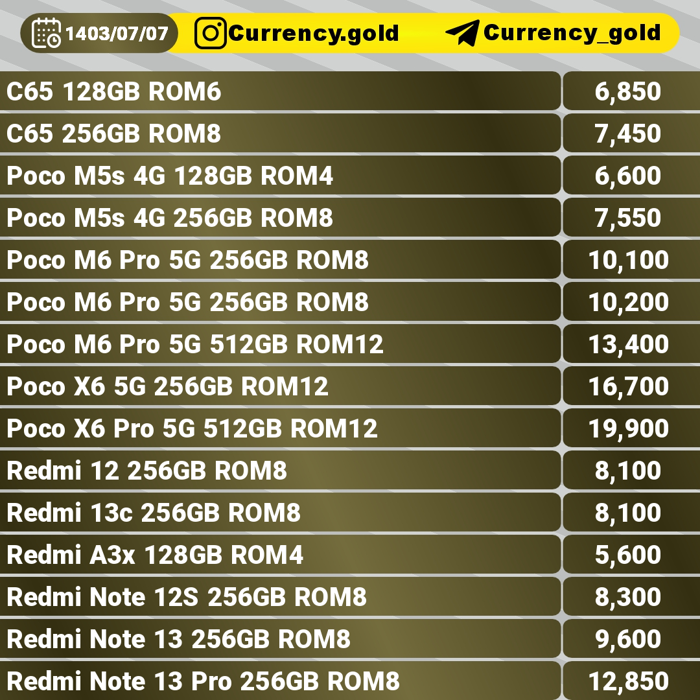 1403/07/07 Currency.gold Currency_gold
C65 128GB ROM6 6,850
C65 256GB ROM8 7,450
Poco M5s 4G 128GB ROM4 6,600
Poco M5s 4G 256GB ROM8 7,550
Poco M6 Pro 5G 256GB ROM8 10,100
Poco M6 Pro 5G 256GB ROM8 10,200
Poco M6 Pro 5G 512GB ROM12 13,400
Poco X6 5G 256GB ROM12 16,700
Poco X6 Pro 5G 512GB ROM12 19,900
Redmi 12 256GB ROM8 8,100
Redmi 13c 256GB ROM8 8,100
Redmi A3x 128GB ROM4 5,600
Redmi Note 12S 256GB ROM8 8,300
Redmi Note 13 256GB ROM8 9,600
Redmi Note 13 Pro 256GB ROM8 12,850